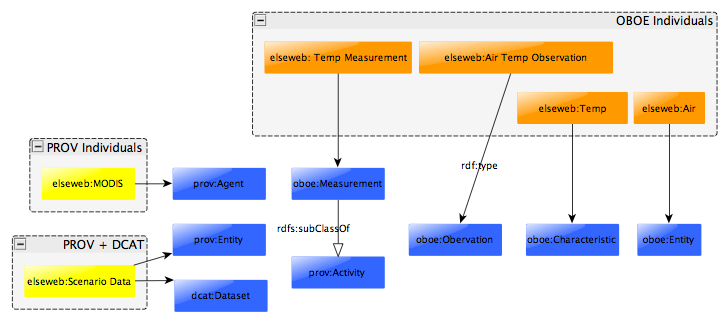 OBOE Individuals
elseweb: Temp Measurement
elseweb:Air Temp Observation
elseweb:Temp
elseweb:Air
PROV Individuals
rdf:type
elseweb:MODIS
prov:Agent
oboe:Measurement
rdfs:subClassOf
PROV + DCAT
prov:Entity
oboe:Obervation
oboe:Characteristic
oboe:Entity
elseweb:Scenario Data
prov:Activity
dcat:Dataset